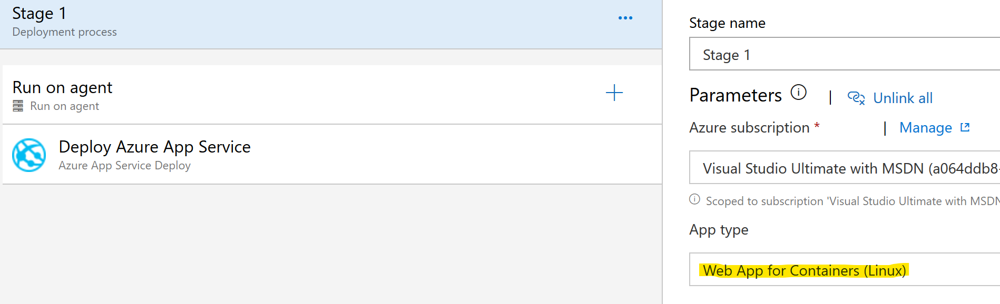 Stage 1
Deployment process
Run on agent
Run on agent
Deploy Azure App Service
Azure App Service Deploy
Stage name
Stage 1
Parameters | Unlink all
Azure subscription * | Manage
Visual Studio Ultimate with MSDN (a064ddb8-
Scoped to subscription 'Visual Studio Ultimate with MSDN
App type
Web App for Containers (Linux)